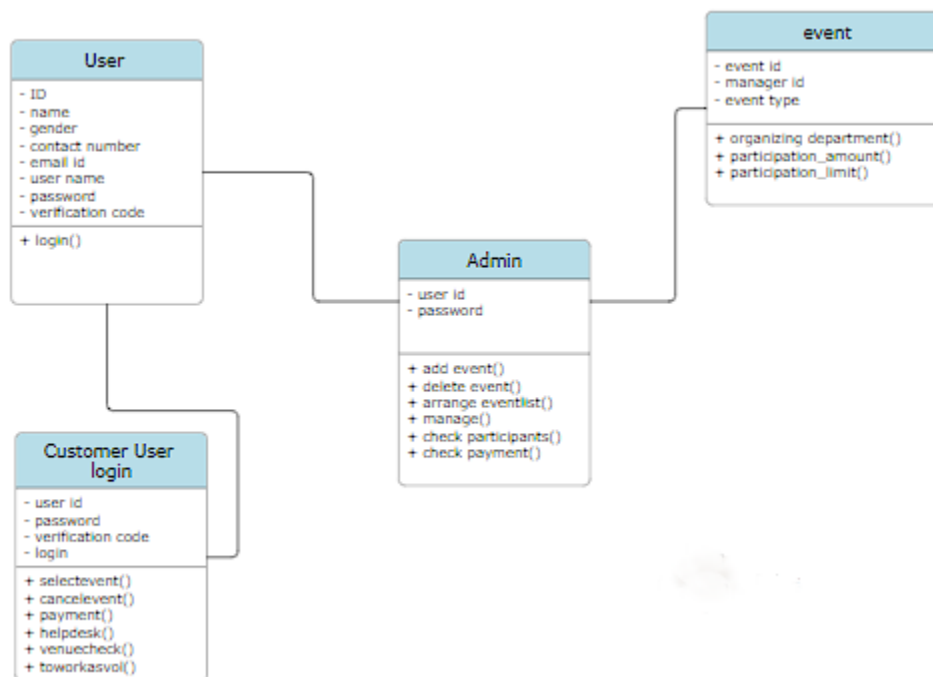 User
- ID
- name
- gender
- contact number
- email id
- user name
- password
- verification code
+ login()
event
- event id
- manager id
- event type
+ organizing department()
+ participation_amount()
+ participation_limit()
Admin
- user id
- password
+ add event()
+ delete event()
+ arrange eventlist()
+ manage()
+ check participants()
+ check payment()
Customer User
login
- user id
- password
- verification code
- login
+ selectevent()
+ cancelevent()
+ payment()
+ helpdesk()
+ venuecheck()
+ toworkasvol()